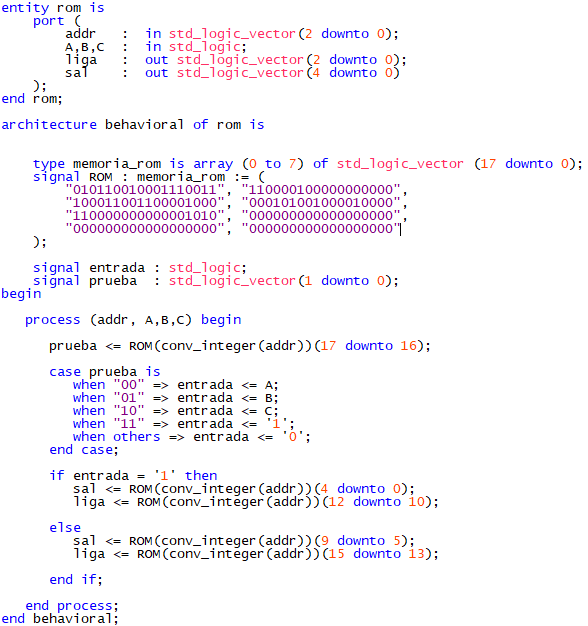 entity rom is
port (
addr : in std_logic_vector(2 downto 0);
A,B,C : in std_logic;
liga : out std_logic_vector(2 downto 0);
sal : out std_logic_vector(4 downto 0)
);
end rom;
architecture behavioral of rom is
type memoria_rom is array (0 to 7) of std_logic_vector (17 downto 0);
signal ROM : memoria_rom := (
"010110010001110011", "110000100000000000",
"100011001100001000", "000101001000010000",
"110000000000001010", "000000000000000000",
"000000000000000000", "000000000000000000"
);
signal entrada : std_logic;
signal prueba : std_logic_vector(1 downto 0);
begin
process (addr, A,B,C) begin
prueba <= ROM(conv_integer(addr))(17 downto 16);
case prueba is
when "00" => entrada <= A;
when "01" => entrada <= B;
when "10" => entrada <= C;
when "11" => entrada <= '1';
when others => entrada <= '0';
end case;
if entrada = '1' then
sal <= ROM(conv_integer(addr))(4 downto 0);
liga <= ROM(conv_integer(addr))(12 downto 10);
else
sal <= ROM(conv_integer(addr))(9 downto 5);
liga <= ROM(conv_integer(addr))(15 downto 13);
end if;
end process;
end behavioral;